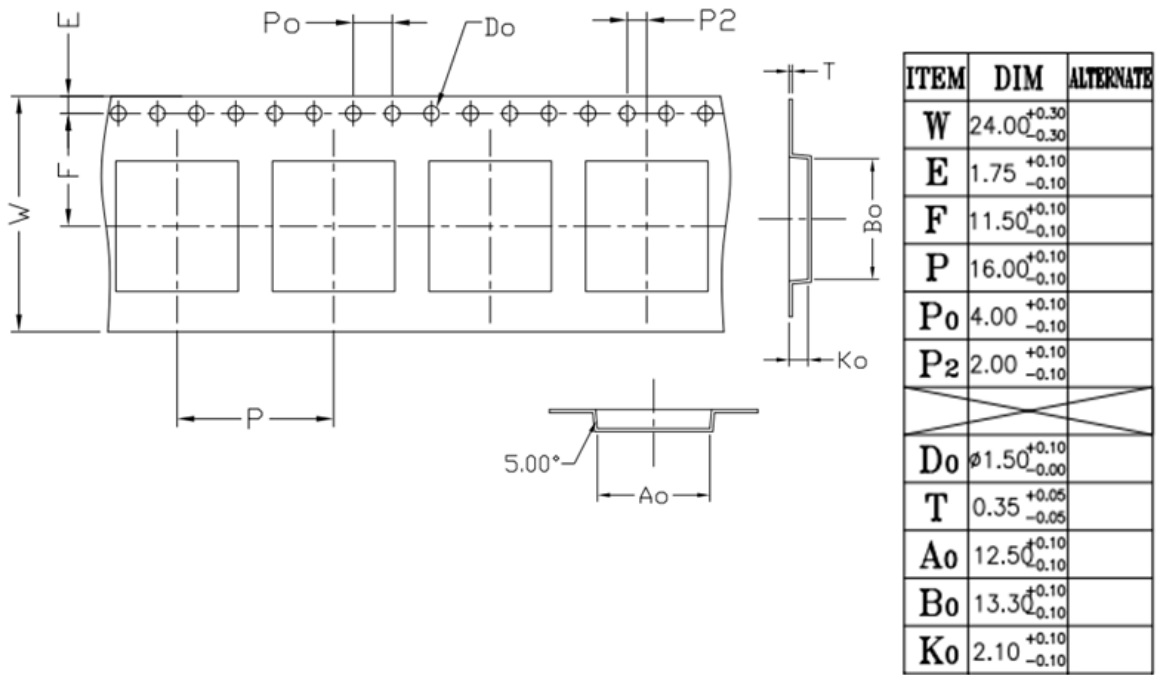 E
Po
Do
P2
T
F
W
Bo
Ko
P
5.00°
Ao
ITEM DIM ALTERNATE
W 24.00 +0.30 -0.30
E 1.75 +0.10 -0.10
F 11.50 +0.10 -0.10
P 16.00 +0.10 -0.10
Po 4.00 +0.10 -0.10
P2 2.00 +0.10 -0.10
Do ø1.50 +0.10 -0.00
T 0.35 +0.05 -0.05
Ao 12.50 +0.10 -0.10
Bo 13.30 +0.10 -0.10
Ko 2.10 +0.10 -0.10